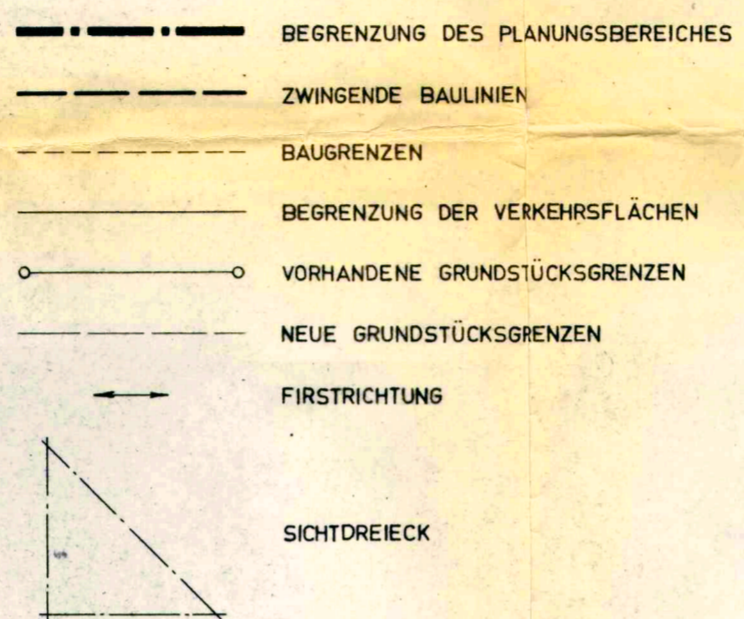 BEGRENZUNG DES PLANUNGSBEREICHES
ZWINGENDE BAULINIEN
BAUGRENZEN
BEGRENZUNG DER VERKEHRSFLÄCHEN
VORHANDENE GRUNDSTÜCKSGRENZEN
NEUE GRUNDSTÜCKSGRENZEN
FIRSTRICHTUNG
SICHTDREIECK